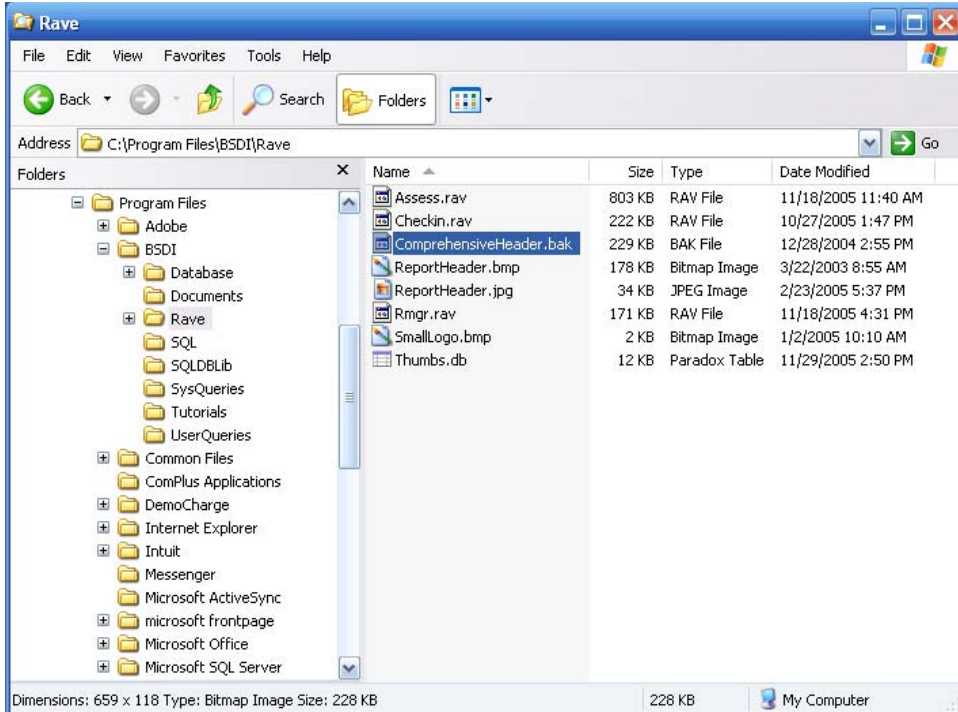 Rave
File Edit View Favorites Tools Help
Back Search Folders
Address C:\Program Files\BSDI\Rave Go
Folders x
Program Files
Adobe
BSDI
Database
Documents
Rave
SQL
SQLDBLib
SysQueries
Tutorials
UserQueries
Common Files
ComPlus Applications
DemoCharge
Internet Explorer
Intuit
Messenger
Microsoft ActiveSync
microsoft frontpage
Microsoft Office
Microsoft SQL Server
Name Size Type Date Modified
Assess.rav 803 KB RAV File 11/18/2005 11:40 AM
Checkin.rav 222 KB RAV File 10/27/2005 1:47 PM
ComprehensiveHeader.bak 229 KB BAK File 12/28/2004 2:55 PM
ReportHeader.bmp 178 KB Bitmap Image 3/22/2003 8:55 AM
ReportHeader.jpg 34 KB JPEG Image 2/23/2005 5:37 PM
Rmgr.rav 171 KB RAV File 11/18/2005 4:31 PM
SmallLogo.bmp 2 KB Bitmap Image 1/2/2005 10:10 AM
Thumbs.db 12 KB Paradox Table 11/29/2005 2:50 PM
Dimensions: 659 x 118 Type: Bitmap Image Size: 228 KB 228 KB My Computer